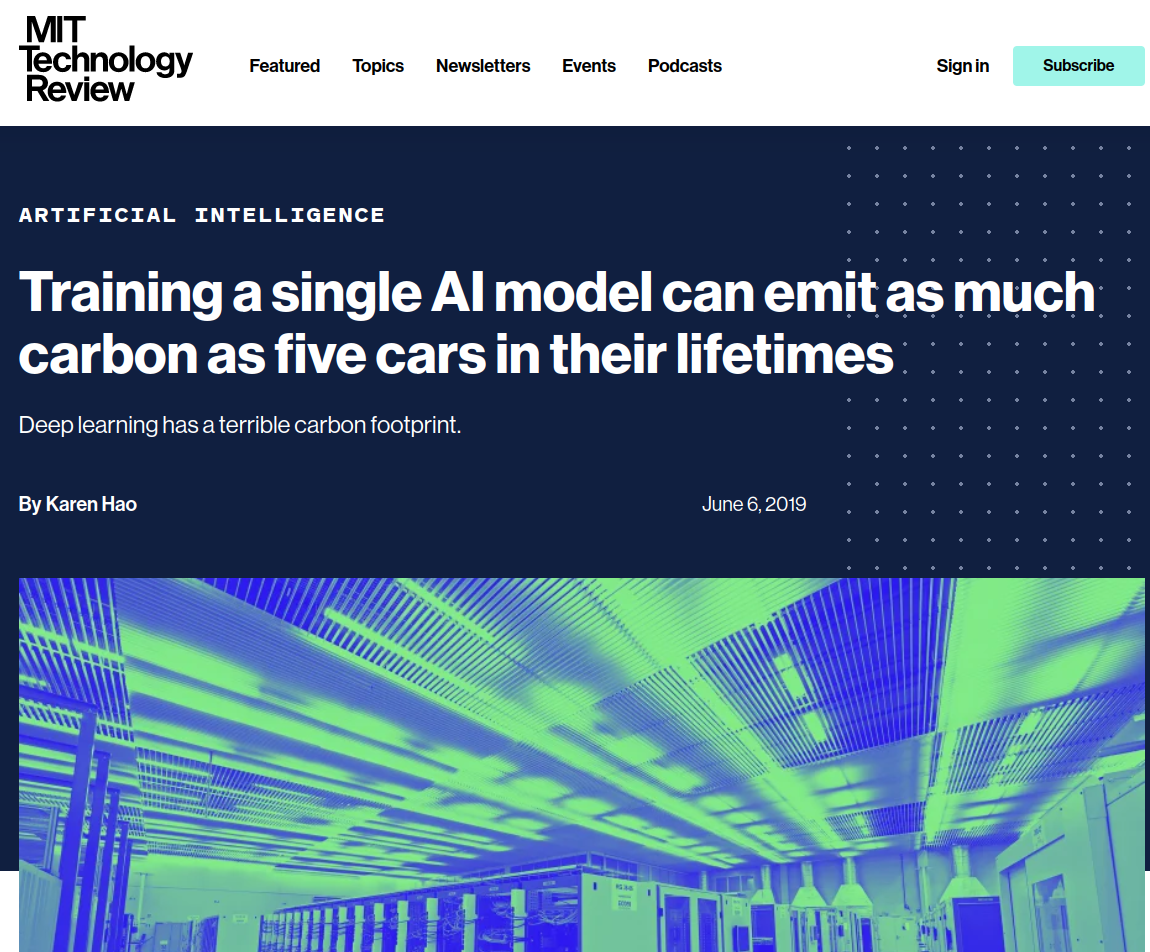 MIT
Technology
Review
Featured Topics Newsletters Events Podcasts Sign in Subscribe
ARTIFICIAL INTELLIGENCE
Training a single AI model can emit as much
carbon as five cars in their lifetimes
Deep learning has a terrible carbon footprint.
By Karen Hao June 6, 2019